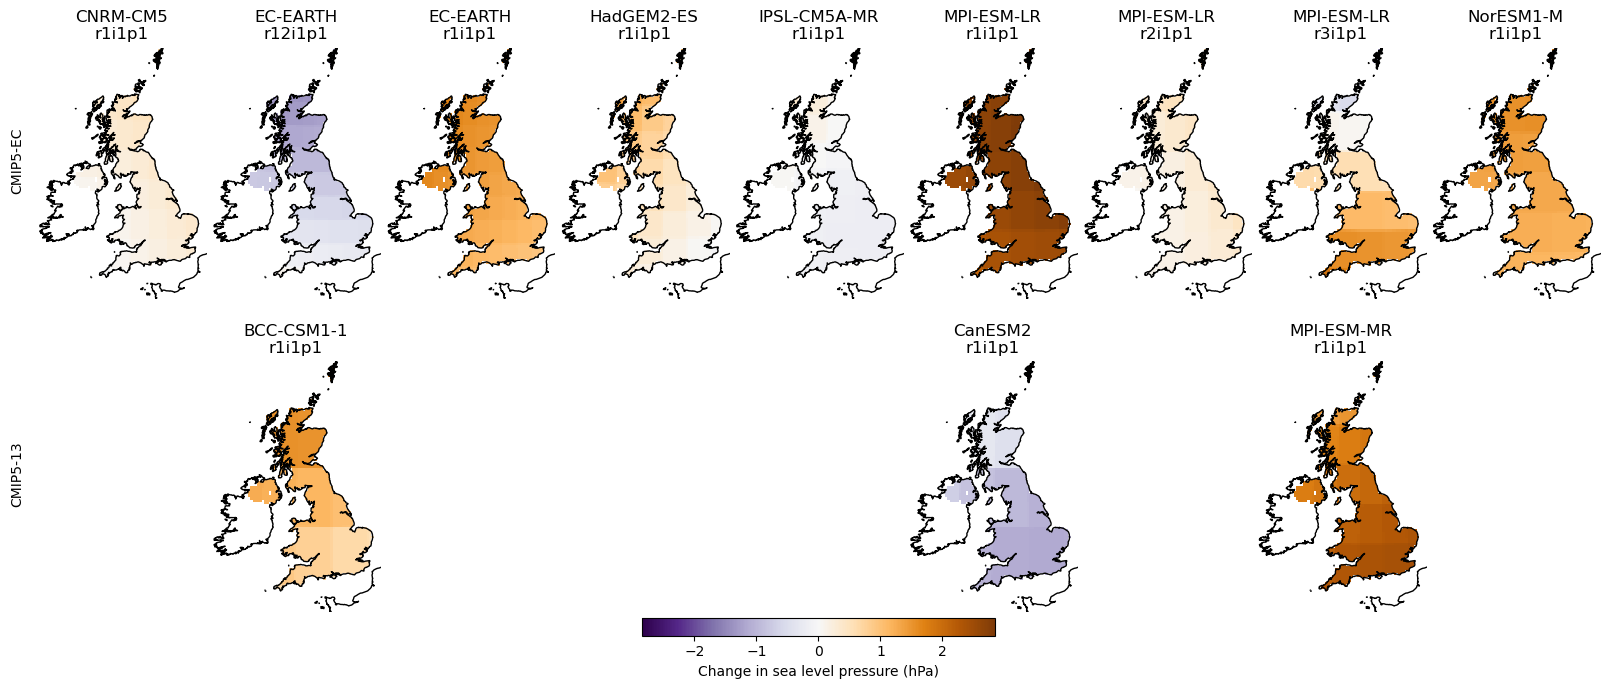 CNRM-CM5
r1i1p1
EC-EARTH
r12i1p1
EC-EARTH
r1i1p1
HadGEM2-ES
r1i1p1
IPSL-CM5A-MR
r1i1p1
MPI-ESM-LR
r1i1p1
MPI-ESM-LR
r2i1p1
MPI-ESM-LR
r3i1p1
NorESM1-M
r1i1p1
CMIP5-EC
BCC-CSM1-1
r1i1p1
CanESM2
r1i1p1
MPI-ESM-MR
r1i1p1
CMIP5-13
−2 −1 0 1 2
Change in sea level pressure (hPa)